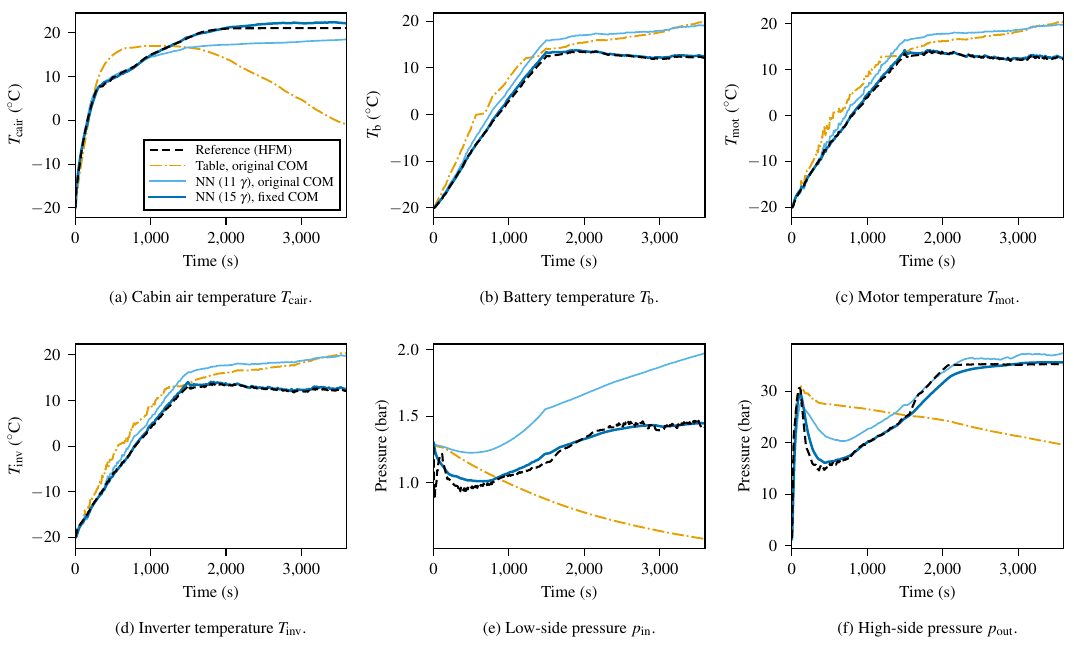 20
10
0
−10
−20
T_cair (°C)
Reference (HFM)
Table, original COM
NN (11 γ), original COM
NN (15 γ), fixed COM
0 1,000 2,000 3,000
Time (s)
(a) Cabin air temperature T_cair.
20
10
0
−10
−20
T_b (°C)
0 1,000 2,000 3,000
Time (s)
(b) Battery temperature T_b.
20
10
0
−10
−20
T_mot (°C)
0 1,000 2,000 3,000
Time (s)
(c) Motor temperature T_mot.
20
10
0
−10
−20
T_inv (°C)
0 1,000 2,000 3,000
Time (s)
(d) Inverter temperature T_inv.
2.0
1.5
1.0
Pressure (bar)
0 1,000 2,000 3,000
Time (s)
(e) Low-side pressure p_in.
30
20
10
0
Pressure (bar)
0 1,000 2,000 3,000
Time (s)
(f) High-side pressure p_out.